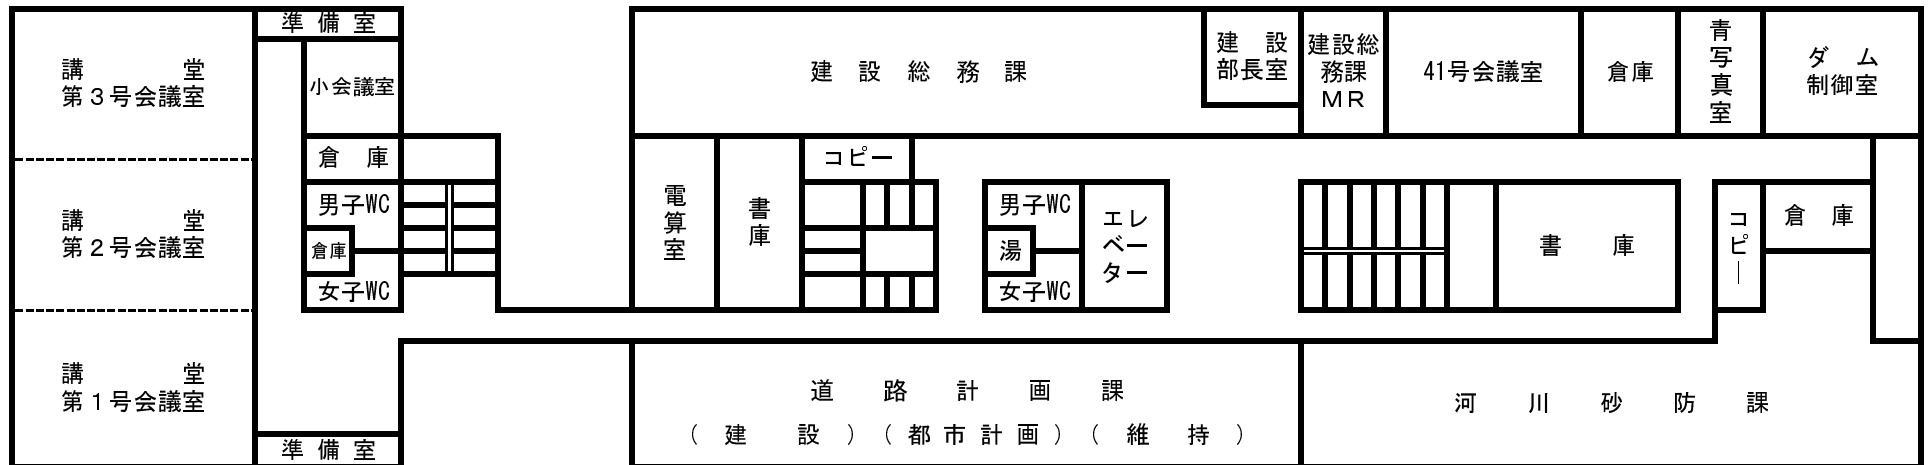 準備室
講堂
第3号会議室
小会議室
倉庫
男子WC
倉庫
女子WC
講堂
第2号会議室
講堂
第1号会議室
準備室
建設総務課
建設
部長室
建設総
務課
MR
41号会議室
倉庫
青写真室
ダム
制御室
電算室
書庫
コピー
男子WC
湯
女子WC
エレベーター
書庫
コピー
倉庫
道路計画課
(建設)(都市計画)(維持)
河川砂防課